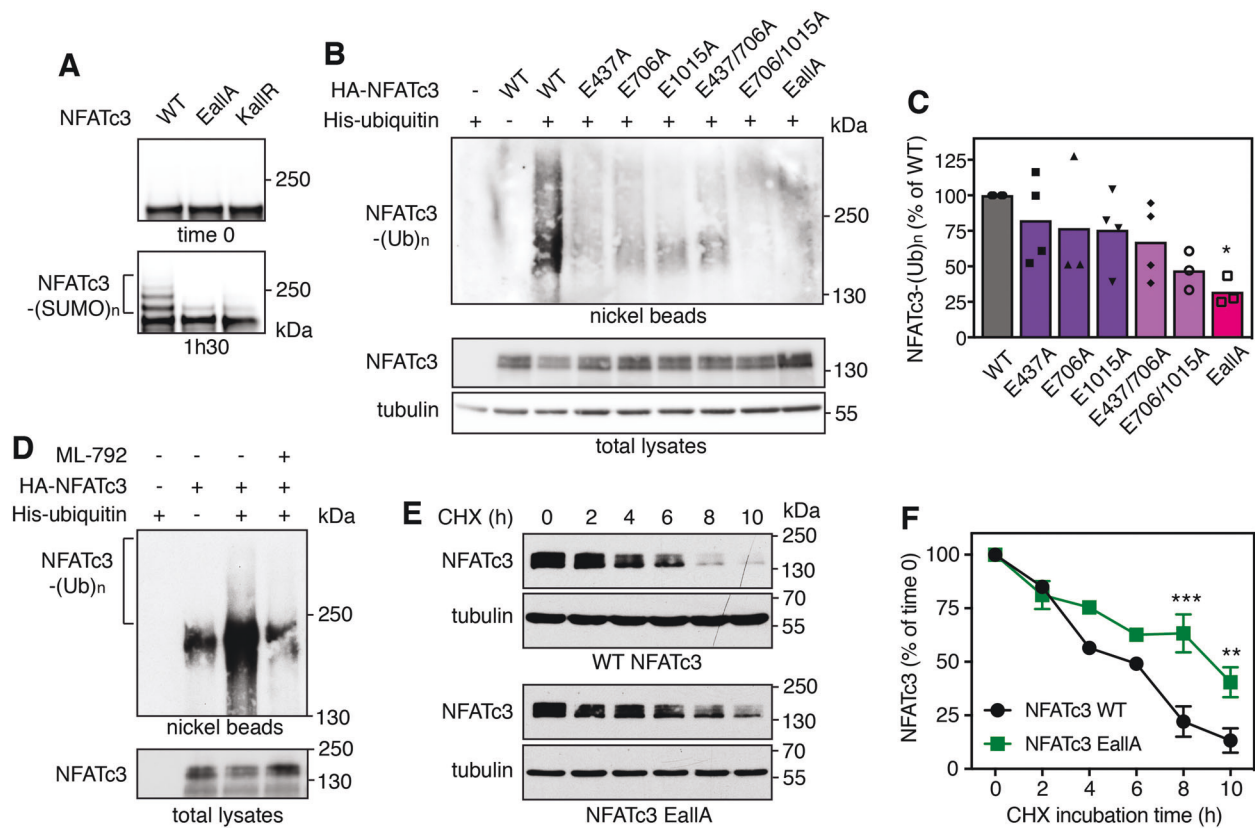 A
NFATc3
WT
EallA
KallR
250
time 0
NFATc3
-(SUMO)n
250
kDa
1h30
B
HA-NFATc3
- WT WT E437A E706A E1015A E437/706A E706/1015A EallA
His-ubiquitin + - + + + + + + +
kDa
NFATc3
-(Ub)n
250
130
nickel beads
NFATc3
130
tubulin
55
total lysates
C
NFATc3-(Ub)n (% of WT)
125
100
75
50
25
0
*
WT
E437A
E706A
E1015A
E437/706A
E706/1015A
EallA
D
ML-792 - - - +
HA-NFATc3 - + + +
His-ubiquitin + - + +
kDa
NFATc3
-(Ub)n
250
130
nickel beads
NFATc3
250
130
total lysates
E
CHX (h) 0 2 4 6 8 10
kDa
NFATc3
250
130
tubulin
70
55
WT NFATc3
NFATc3
250
130
tubulin
70
55
NFATc3 EallA
F
NFATc3 (% of time 0)
100
75
50
25
0
***
**
NFATc3 WT
NFATc3 EallA
0 2 4 6 8 10
CHX incubation time (h)